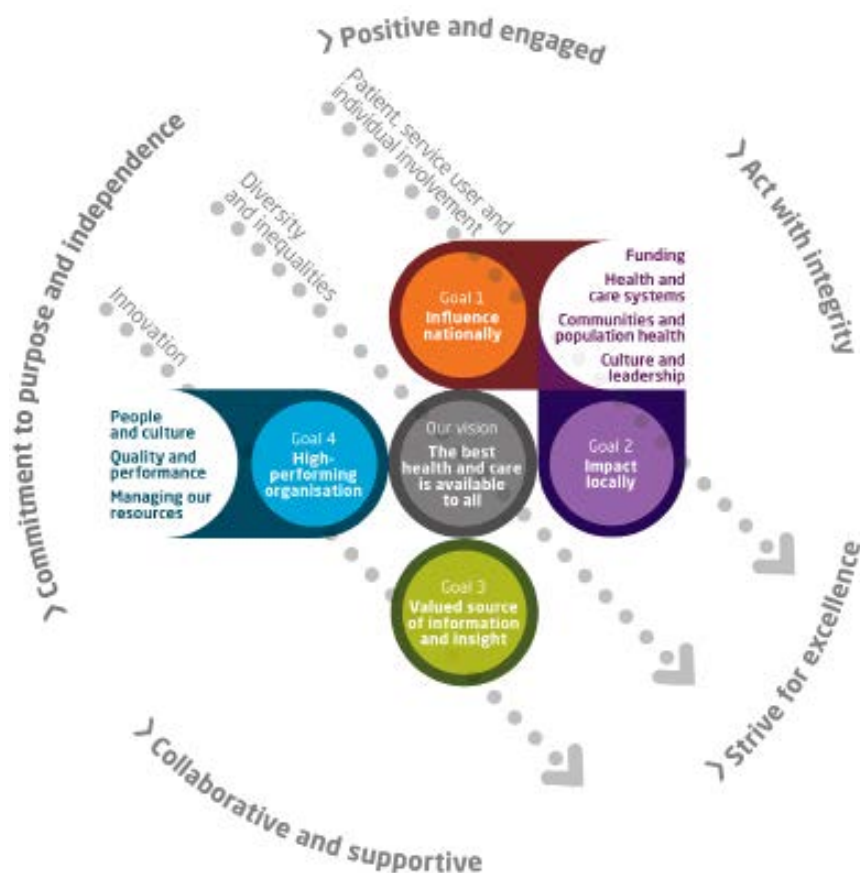 Positive and engaged
Act with integrity
Strive for excellence
Collaborative and supportive
Commitment to purpose and independence
Patient, service user and
individual involvement
Diversity
and inequalities
Innovation
Goal 1
Influence
nationally
Funding
Health and
care systems
Communities and
population health
Culture and
leadership
People
and culture
Quality and
performance
Managing our
resources
Goal 4
High-
performing
organisation
Our vision
The best
health and care
is available
to all
Goal 2
Impact
locally
Goal 3
Valued source
of information
and insight